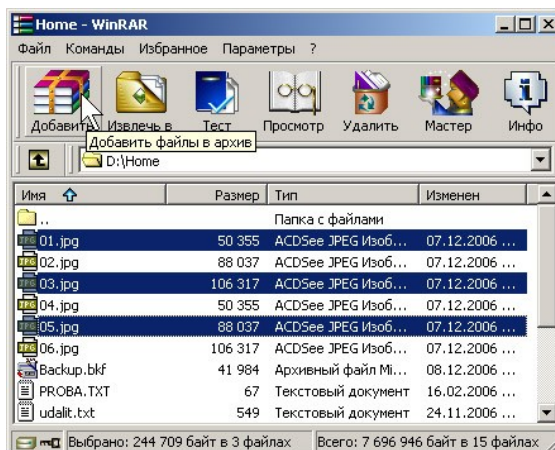 Home - WinRAR
Файл Команды Избранное Параметры ?
Добавить Извлечь в Тест Просмотр Удалить Мастер Инфо
Добавить файлы в архив
D:\Home
Имя Размер Тип Изменен
.. Папка с файлами
01.jpg 50 355 ACDSee JPEG Изоб... 07.12.2006 ...
02.jpg 88 037 ACDSee JPEG Изоб... 07.12.2006 ...
03.jpg 106 317 ACDSee JPEG Изоб... 07.12.2006 ...
04.jpg 50 355 ACDSee JPEG Изоб... 07.12.2006 ...
05.jpg 88 037 ACDSee JPEG Изоб... 07.12.2006 ...
06.jpg 106 317 ACDSee JPEG Изоб... 07.12.2006 ...
Backup.bkf 41 984 Архивный файл Mi... 08.12.2006 ...
PROBA.TXT 67 Текстовый документ 16.02.2006 ...
udalit.txt 549 Текстовый документ 24.11.2006 ...
Выбрано: 244 709 байт в 3 файлах Всего: 7 696 946 байт в 15 файлах